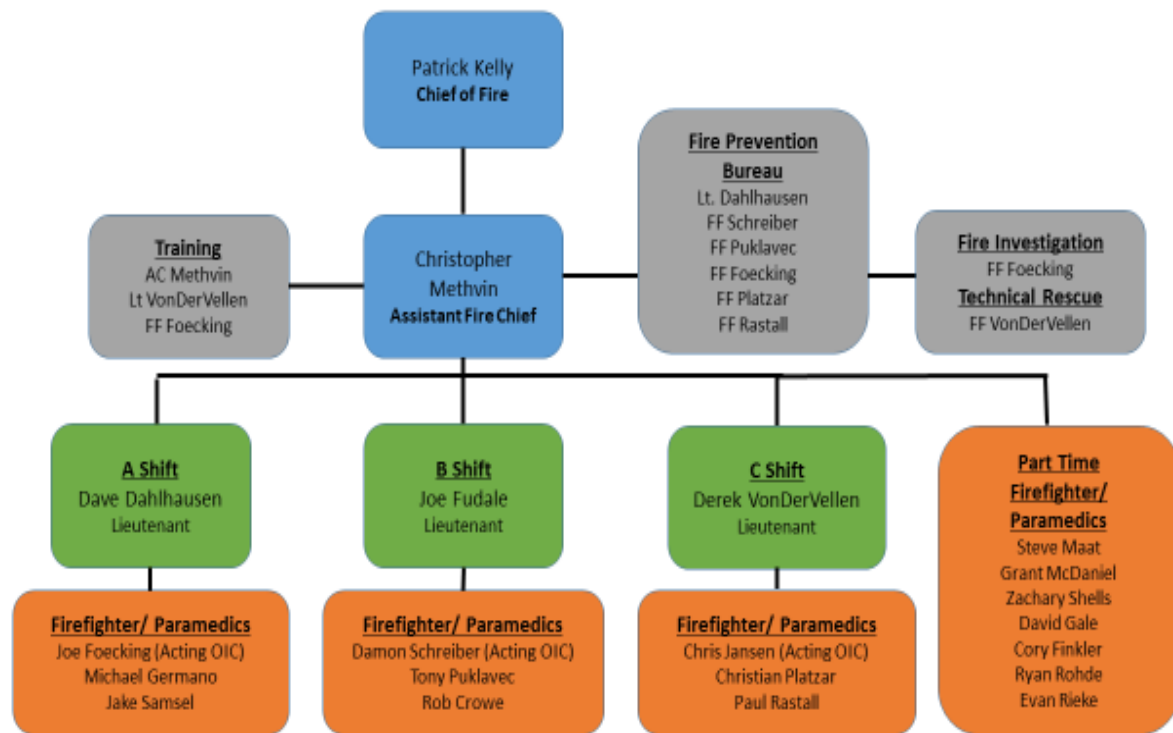 Patrick Kelly
Chief of Fire
Fire Prevention
Bureau
Lt. Dahlhausen
FF Schreiber
FF Puklavec
FF Foecking
FF Platzar
FF Rastall
Training
AC Methvin
Lt VonDerVellen
FF Foecking
Christopher
Methvin
Assistant Fire Chief
Fire Investigation
FF Foecking
Technical Rescue
FF VonDerVellen
A Shift
Dave Dahlhausen
Lieutenant
B Shift
Joe Fudale
Lieutenant
C Shift
Derek VonDerVellen
Lieutenant
Part Time
Firefighter/
Paramedics
Steve Maat
Grant McDaniel
Zachary Shells
David Gale
Cory Finkler
Ryan Rohde
Evan Rieke
Firefighter/ Paramedics
Joe Foecking (Acting OIC)
Michael Germano
Jake Samsel
Firefighter/ Paramedics
Damon Schreiber (Acting OIC)
Tony Puklavec
Rob Crowe
Firefighter/ Paramedics
Chris Jansen (Acting OIC)
Christian Platzar
Paul Rastall